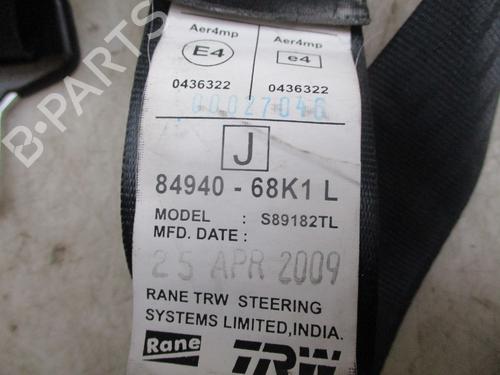 Aer4mp Aer4mp
E4 e4
0436322 0436322
00027046
J
84940 - 68K1 L
MODEL : S89182TL
MFD. DATE :
25 APR 2009
RANE TRW STEERING
SYSTEMS LIMITED,INDIA.
Rane TRW